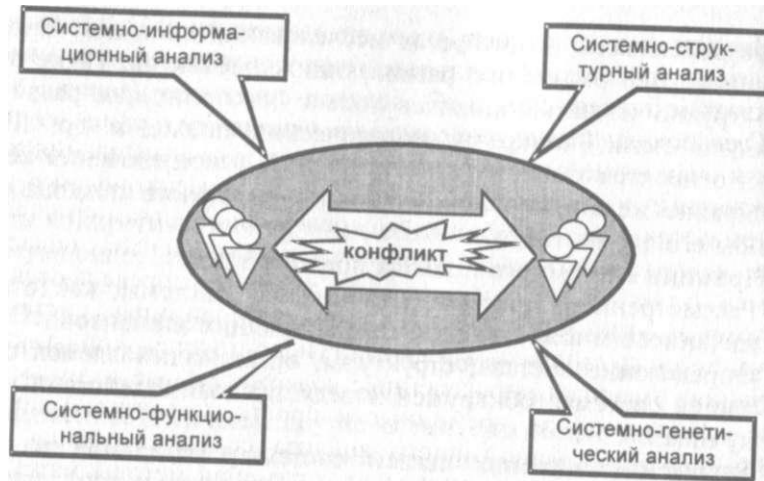 Системно-информа-
ционный анализ
Системно-струк-
турный анализ
конфликт
Системно-функцио-
нальный анализ
Системно-генети-
ческий анализ